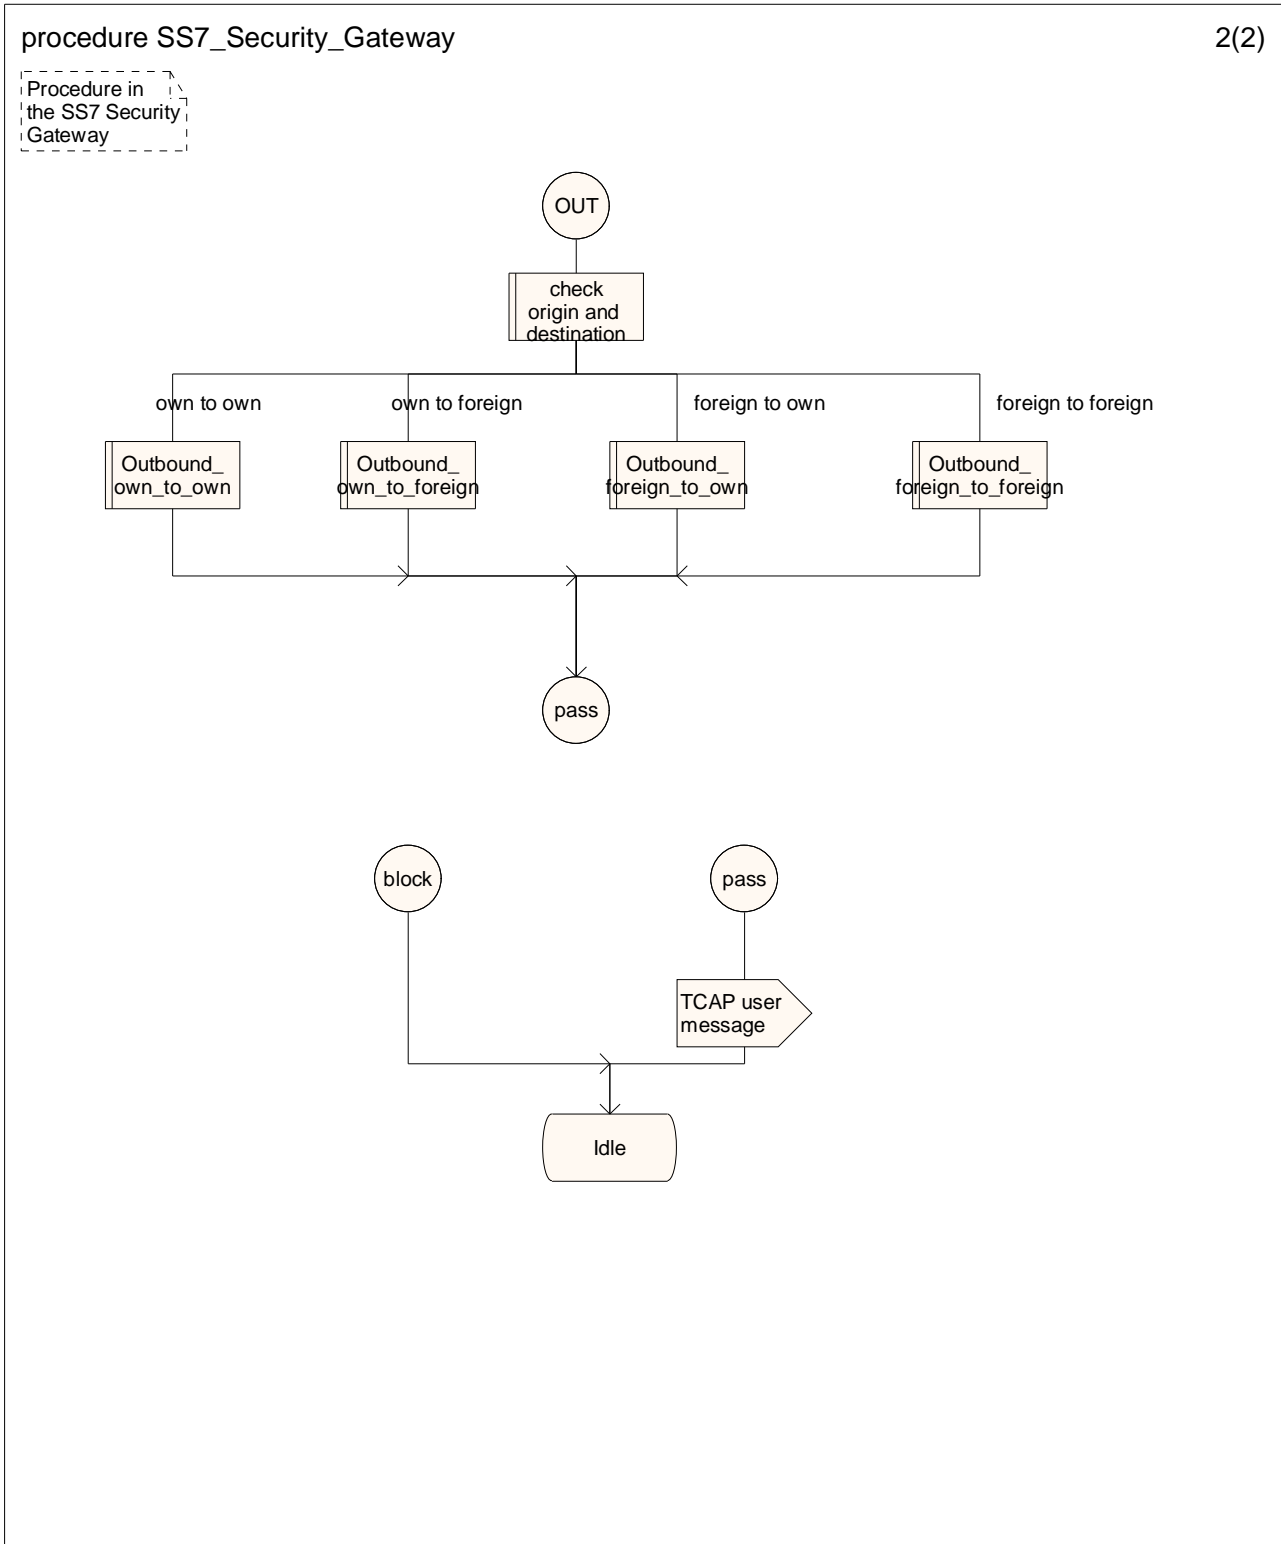 procedure SS7_Security_Gateway
2(2)
Procedure in
the SS7 Security
Gateway
OUT
check
origin and
destination
own to own
own to foreign
foreign to own
foreign to foreign
Outbound_
own_to_own
Outbound_
own_to_foreign
Outbound_
foreign_to_own
Outbound_
foreign_to_foreign
pass
block
pass
TCAP user
message
Idle